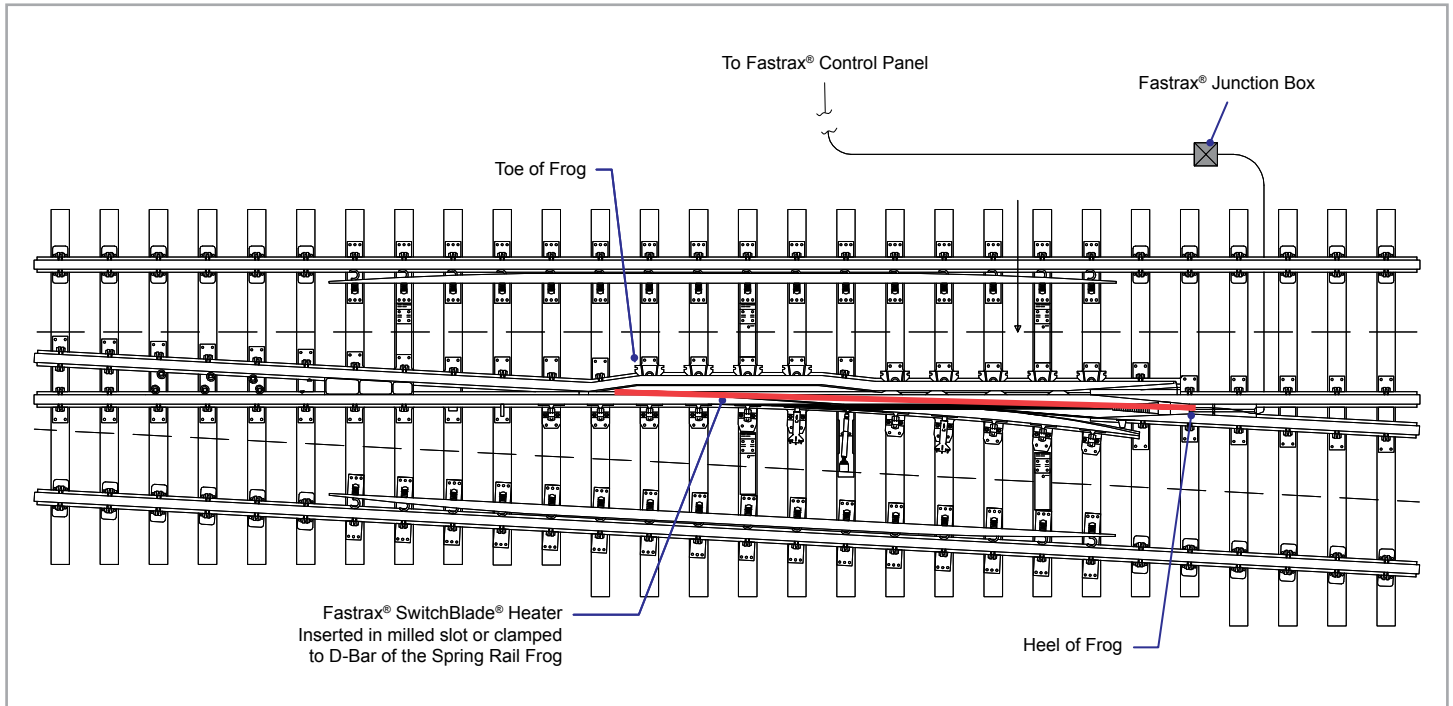 To Fastrax® Control Panel
Fastrax® Junction Box
Toe of Frog
Fastrax® SwitchBlade® Heater
Inserted in milled slot or clamped
to D-Bar of the Spring Rail Frog
Heel of Frog